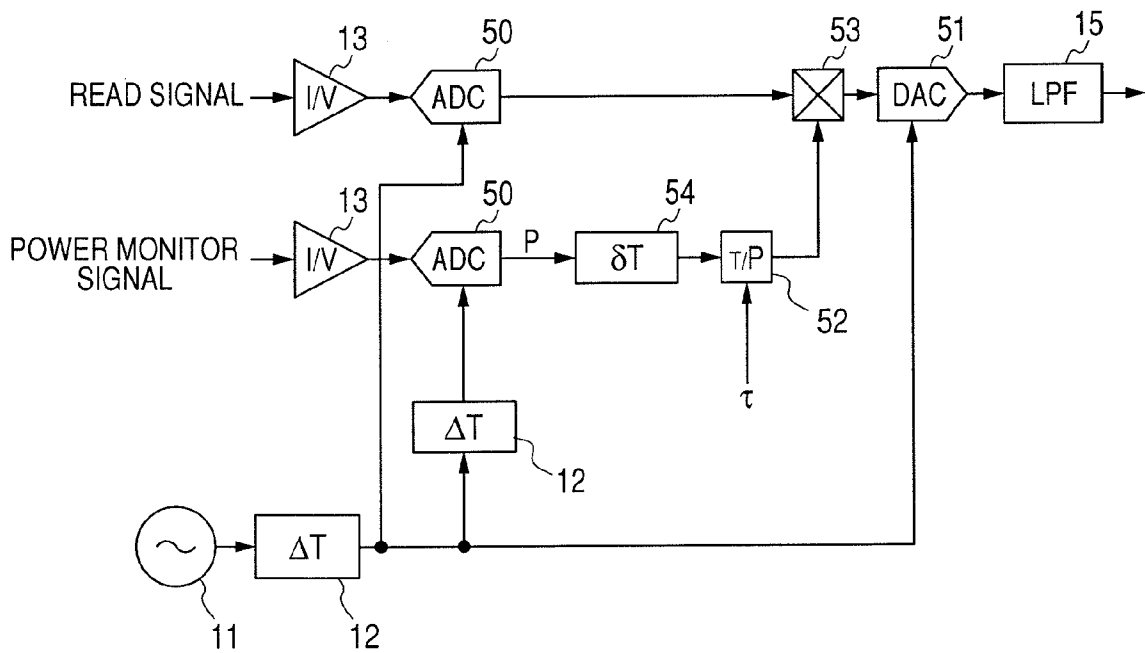 13
50
53
51
15
READ SIGNAL
I/V
ADC
DAC
LPF
13
50
54
POWER MONITOR
SIGNAL
I/V
ADC
P
δT
T/P
52
τ
ΔT
12
ΔT
11
12